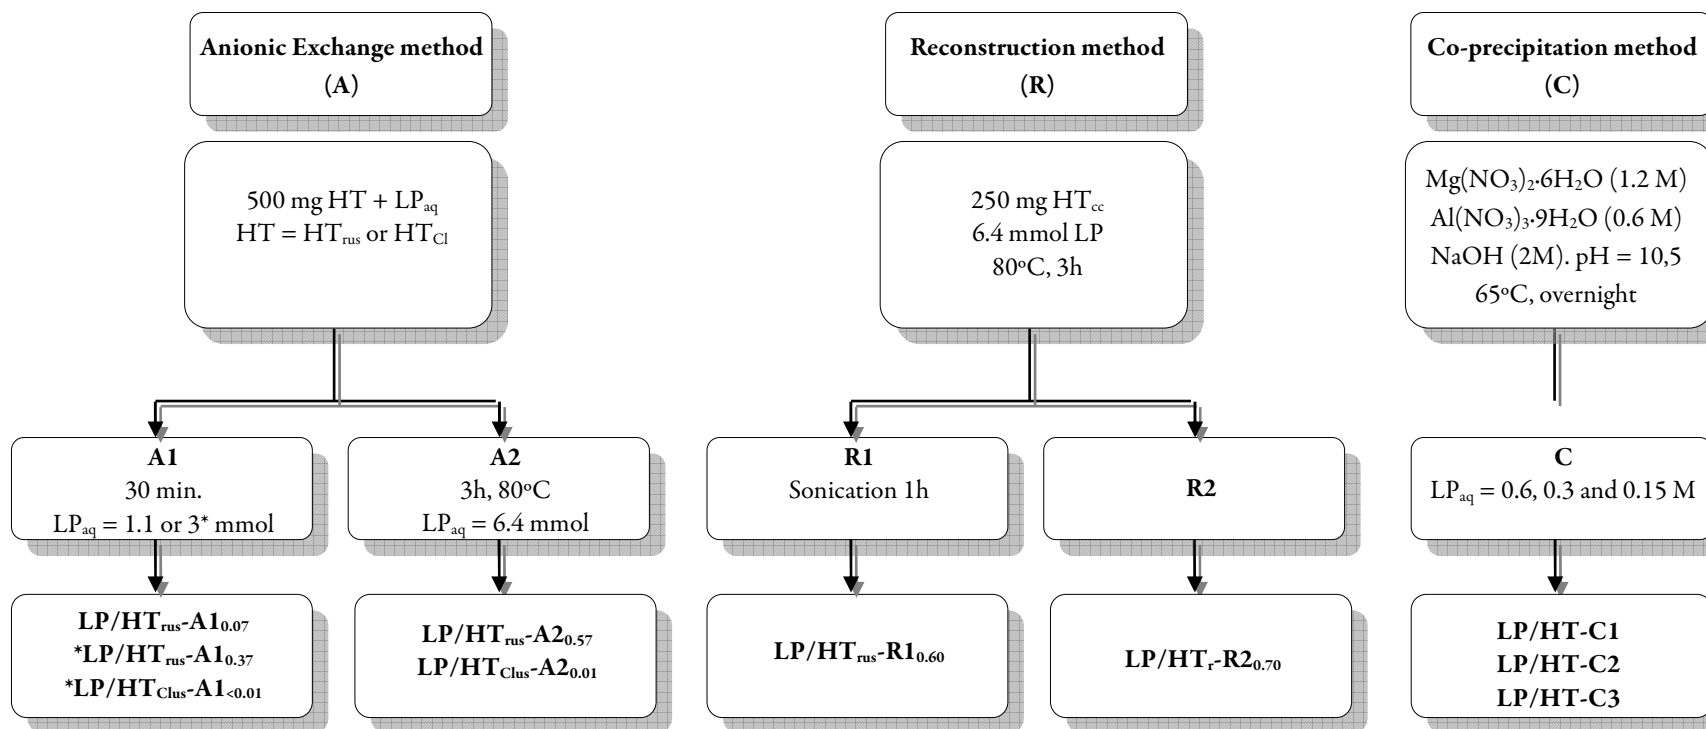 Anionic Exchange method
(A)
Reconstruction method
(R)
Co-precipitation method
(C)
500 mg HT + LPaq
HT = HTrus or HTCl
250 mg HTcc
6.4 mmol LP
80ºC, 3h
Mg(NO3)2·6H2O (1.2 M)
Al(NO3)3·9H2O (0.6 M)
NaOH (2M). pH = 10,5
65ºC, overnight
A1
30 min.
LPaq = 1.1 or 3* mmol
A2
3h, 80ºC
LPaq = 6.4 mmol
R1
Sonication 1h
R2
C
LPaq = 0.6, 0.3 and 0.15 M
LP/HTrus-A10.07
*LP/HTrus-A10.37
*LP/HTClus-A1<0.01
LP/HTrus-A20.57
LP/HTClus-A20.01
LP/HTrus-R10.60
LP/HTr-R20.70
LP/HT-C1
LP/HT-C2
LP/HT-C3